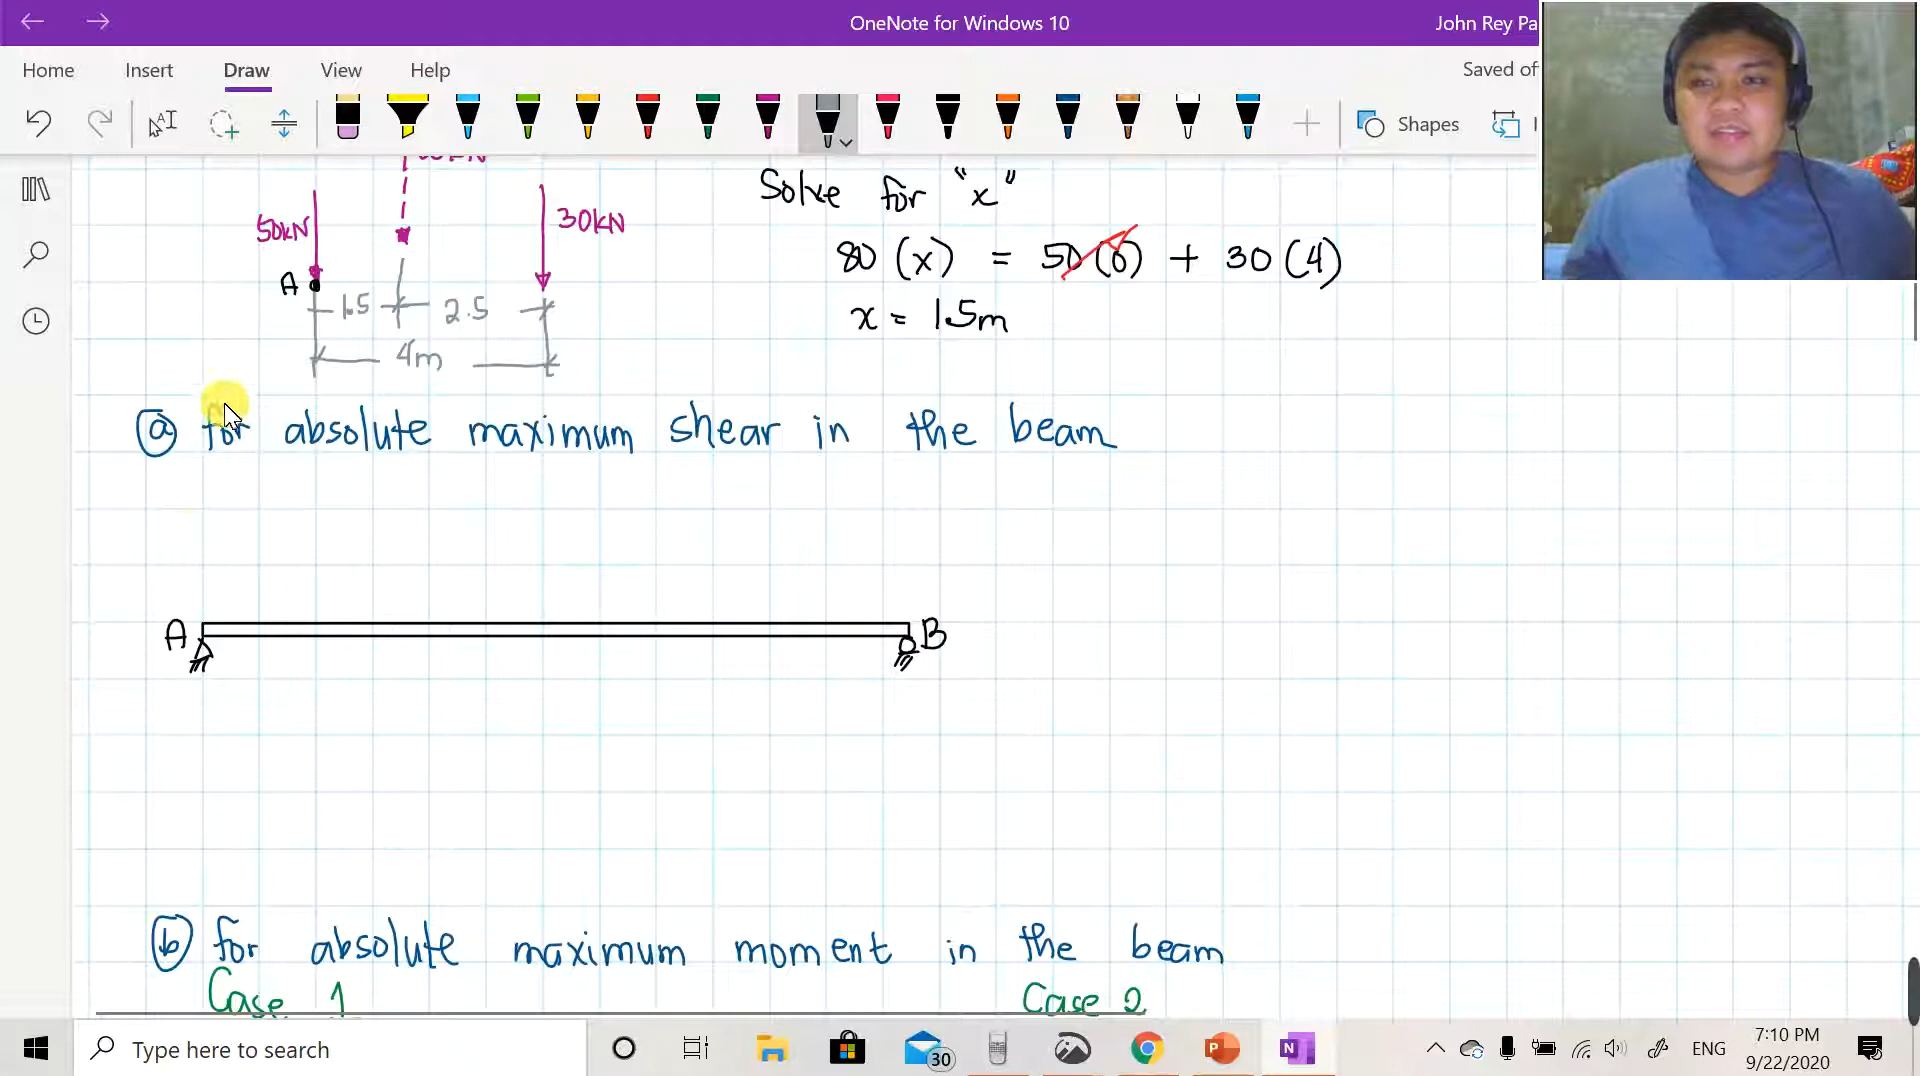 OneNote for Windows 10
John Rey Pa
Home Insert Draw View Help
Saved of
Shapes
Solve for "x"
50kN
30kN
80 (x) = 50 (0) + 30 (4)
A
1.5 2.5
x = 1.5m
4m
ⓐ for absolute maximum shear in the beam
A B
ⓑ for absolute maximum moment in the beam
Case 1 Case 2
Type here to search
30
ENG
7:10 PM
9/22/2020